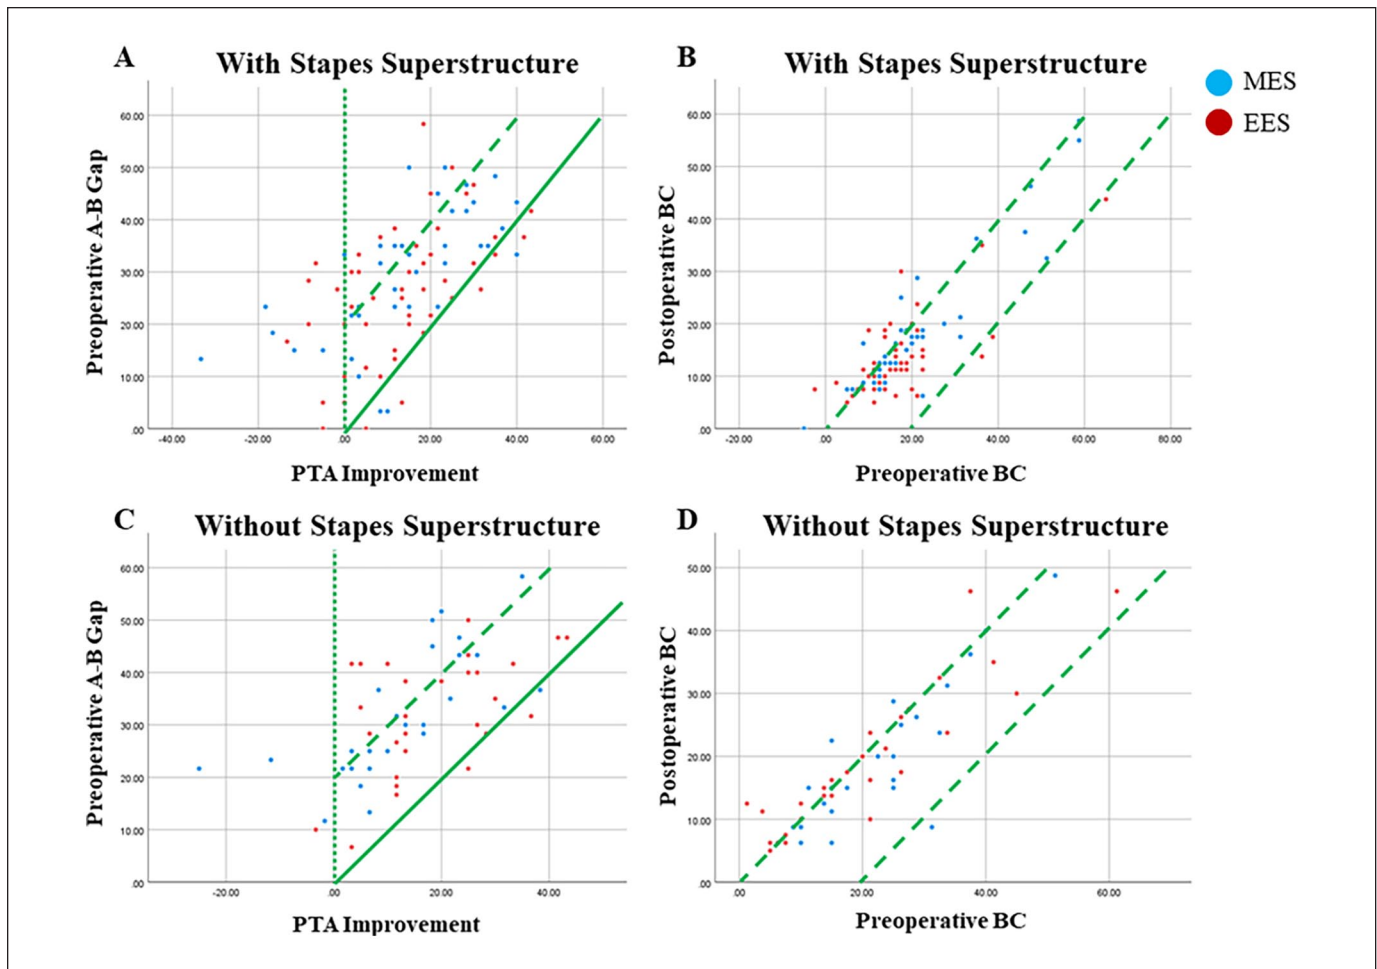 A With Stapes Superstructure
Preoperative A-B Gap
60.00
50.00
40.00
30.00
20.00
10.00
.00
-40.00 -20.00 .00 20.00 40.00 60.00
PTA Improvement
B With Stapes Superstructure
Postoperative BC
60.00
50.00
40.00
30.00
20.00
10.00
.00
-20.00 .00 20.00 40.00 60.00 80.00
Preoperative BC
MES
EES
C Without Stapes Superstructure
Preoperative A-B Gap
60.00
50.00
40.00
30.00
20.00
10.00
.00
-20.00 .00 20.00 40.00
PTA Improvement
D Without Stapes Superstructure
Postoperative BC
50.00
40.00
30.00
20.00
10.00
.00
.00 20.00 40.00 60.00
Preoperative BC